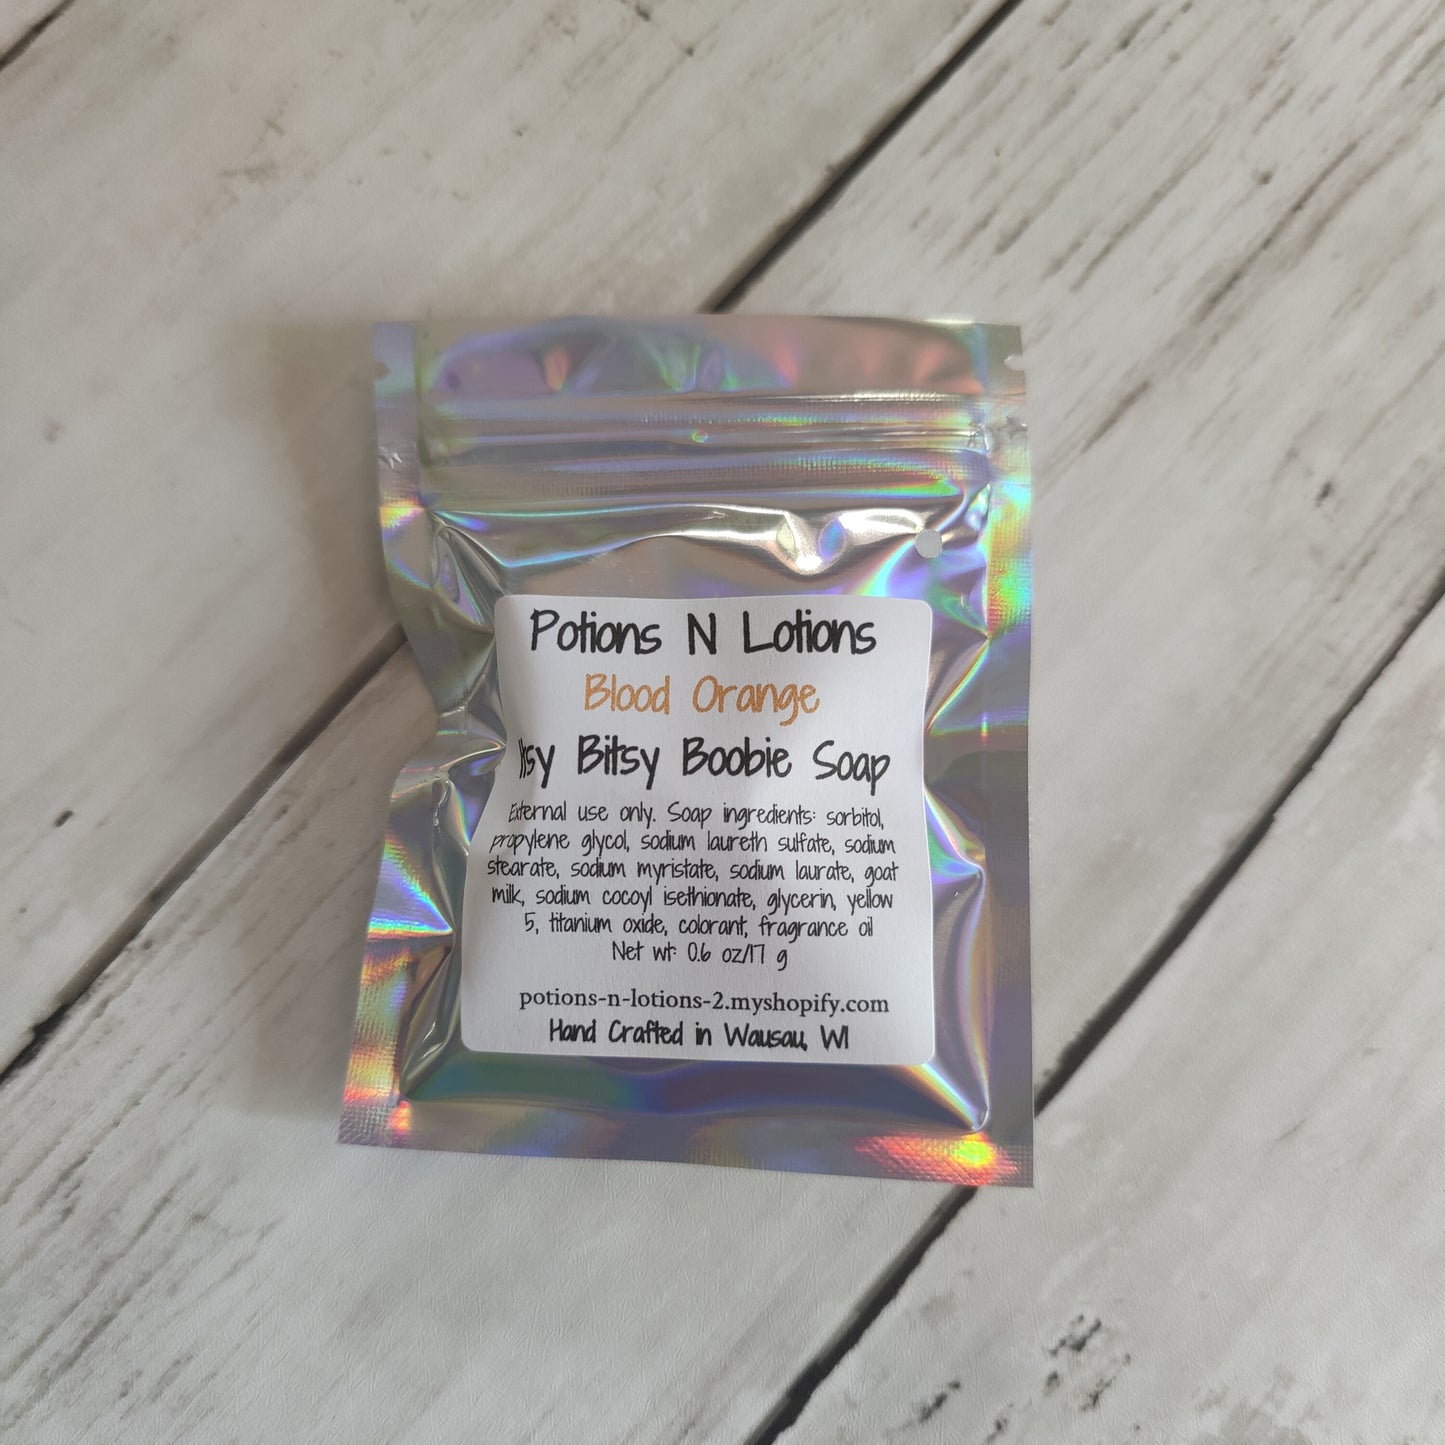 Potions N Lotions
Blood Orange
Itsy Bitsy Boobie Soap
External use only. Soap ingredients: sorbitol,
propylene glycol, sodium laureth sulfate, sodium
stearate, sodium myristate, sodium laurate, goat
milk, sodium cocoyl isethionate, glycerin, yellow
5, titanium oxide, colorant, fragrance oil
Net wt: 0.6 oz/17 g
potions-n-lotions-2.myshopify.com
Hand Crafted in Wausau, WI